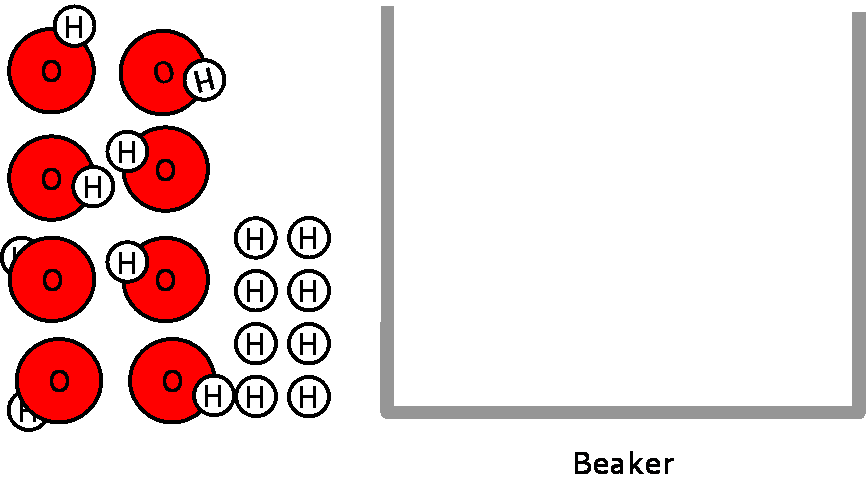 H
O O H
O H H O
H O H O H H
H H
H H
O O
H H H H
Beaker